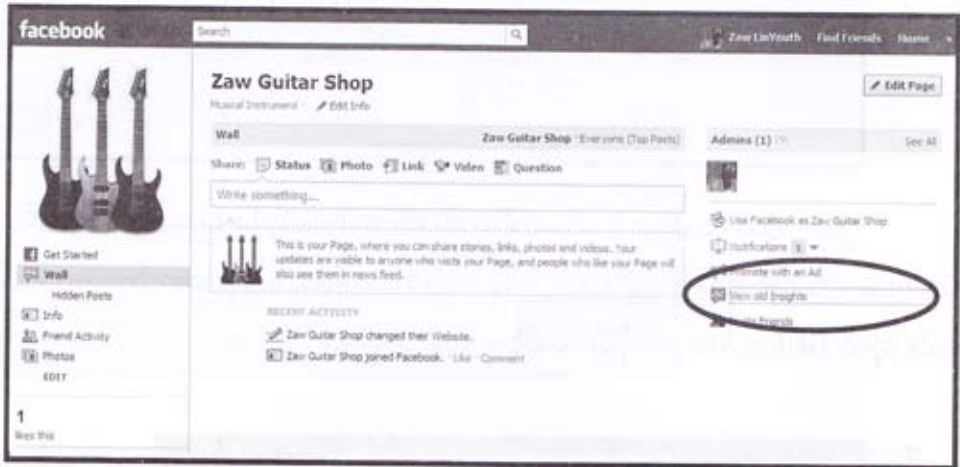 facebook
Search
Zaw LinYouth Find Friends Home
Zaw Guitar Shop
Musical Instrument · Edit Info
Edit Page
Wall
Zaw Guitar Shop · Everyone (Top Posts)
Share: Status Photo Link Video Question
Write something...
This is your Page, where you can share stories, links, photos and videos. Your
updates are visible to anyone who visits your Page, and people who like your Page will
also see them in news feed.
RECENT ACTIVITY
Zaw Guitar Shop changed their Website.
Zaw Guitar Shop joined Facebook. · Like · Comment
Get Started
Wall
Hidden Posts
Info
Friend Activity
Photos
EDIT
1
likes this
Admins (1)
See All
Use Facebook as Zaw Guitar Shop
Notifications 1
Promote with an Ad
View old Insights
Invite Friends